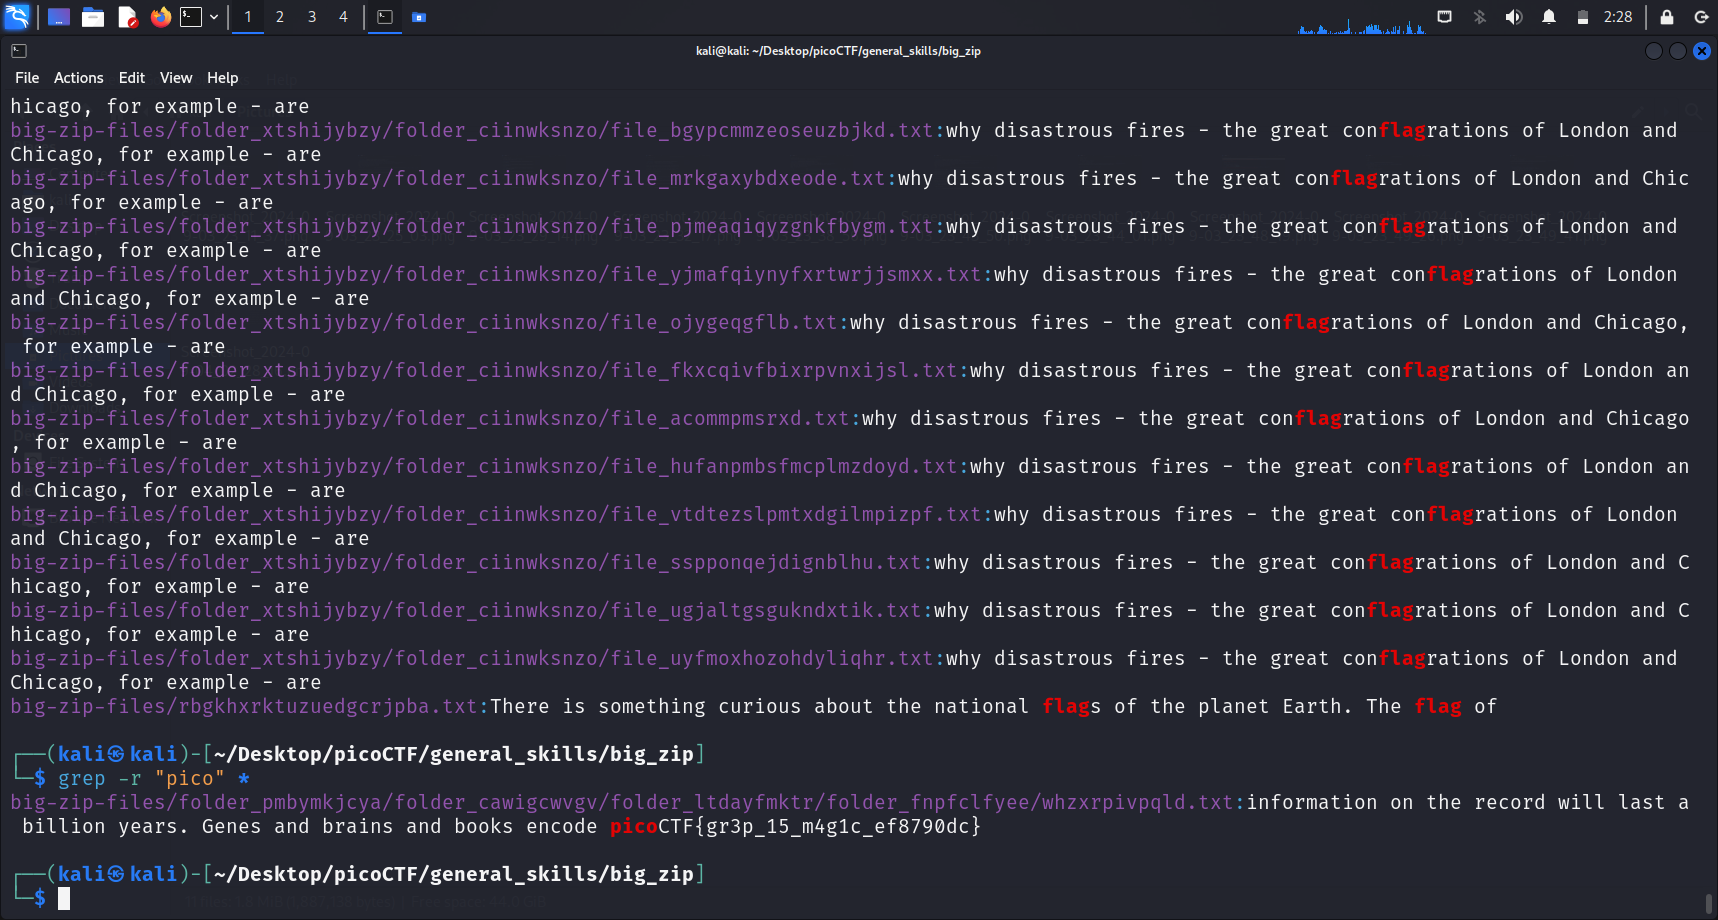 1 2 3 4 2:28
kali@kali: ~/Desktop/picoCTF/general_skills/big_zip
File Actions Edit View Help
hicago, for example - are
big-zip-files/folder_xtshijybzy/folder_ciinwksnzo/file_bgypcmmzeoseuzbjkd.txt:why disastrous fires - the great conflagrations of London and
Chicago, for example - are
big-zip-files/folder_xtshijybzy/folder_ciinwksnzo/file_mrkgaxybdxeode.txt:why disastrous fires - the great conflagrations of London and Chic
ago, for example - are
big-zip-files/folder_xtshijybzy/folder_ciinwksnzo/file_pjmeaqiqyzgnkfbygm.txt:why disastrous fires - the great conflagrations of London and
Chicago, for example - are
big-zip-files/folder_xtshijybzy/folder_ciinwksnzo/file_yjmafqiynyfxrtwrjjsmxx.txt:why disastrous fires - the great conflagrations of London
and Chicago, for example - are
big-zip-files/folder_xtshijybzy/folder_ciinwksnzo/file_ojygeqgflb.txt:why disastrous fires - the great conflagrations of London and Chicago,
for example - are
big-zip-files/folder_xtshijybzy/folder_ciinwksnzo/file_fkxcqivfbixrpvnxijsl.txt:why disastrous fires - the great conflagrations of London an
d Chicago, for example - are
big-zip-files/folder_xtshijybzy/folder_ciinwksnzo/file_acommpmsrxd.txt:why disastrous fires - the great conflagrations of London and Chicago
, for example - are
big-zip-files/folder_xtshijybzy/folder_ciinwksnzo/file_hufanpmbsfmcplmzdoyd.txt:why disastrous fires - the great conflagrations of London an
d Chicago, for example - are
big-zip-files/folder_xtshijybzy/folder_ciinwksnzo/file_vtdtezslpmtxdgilmpizpf.txt:why disastrous fires - the great conflagrations of London
and Chicago, for example - are
big-zip-files/folder_xtshijybzy/folder_ciinwksnzo/file_sspponqejdignblhu.txt:why disastrous fires - the great conflagrations of London and C
hicago, for example - are
big-zip-files/folder_xtshijybzy/folder_ciinwksnzo/file_ugjaltgsgukndxtik.txt:why disastrous fires - the great conflagrations of London and C
hicago, for example - are
big-zip-files/folder_xtshijybzy/folder_ciinwksnzo/file_uyfmoxhozohdyliqhr.txt:why disastrous fires - the great conflagrations of London and
Chicago, for example - are
big-zip-files/rbgkhxrktuzuedgcrjpba.txt:There is something curious about the national flags of the planet Earth. The flag of
┌──(kali㉿kali)-[~/Desktop/picoCTF/general_skills/big_zip]
└─$ grep -r "pico" *
big-zip-files/folder_pmbymkjcya/folder_cawigcwvgv/folder_ltdayfmktr/folder_fnpfclfyee/whzxrpivpqld.txt:information on the record will last a
billion years. Genes and brains and books encode picoCTF{gr3p_15_m4g1c_ef8790dc}
┌──(kali㉿kali)-[~/Desktop/picoCTF/general_skills/big_zip]
└─$